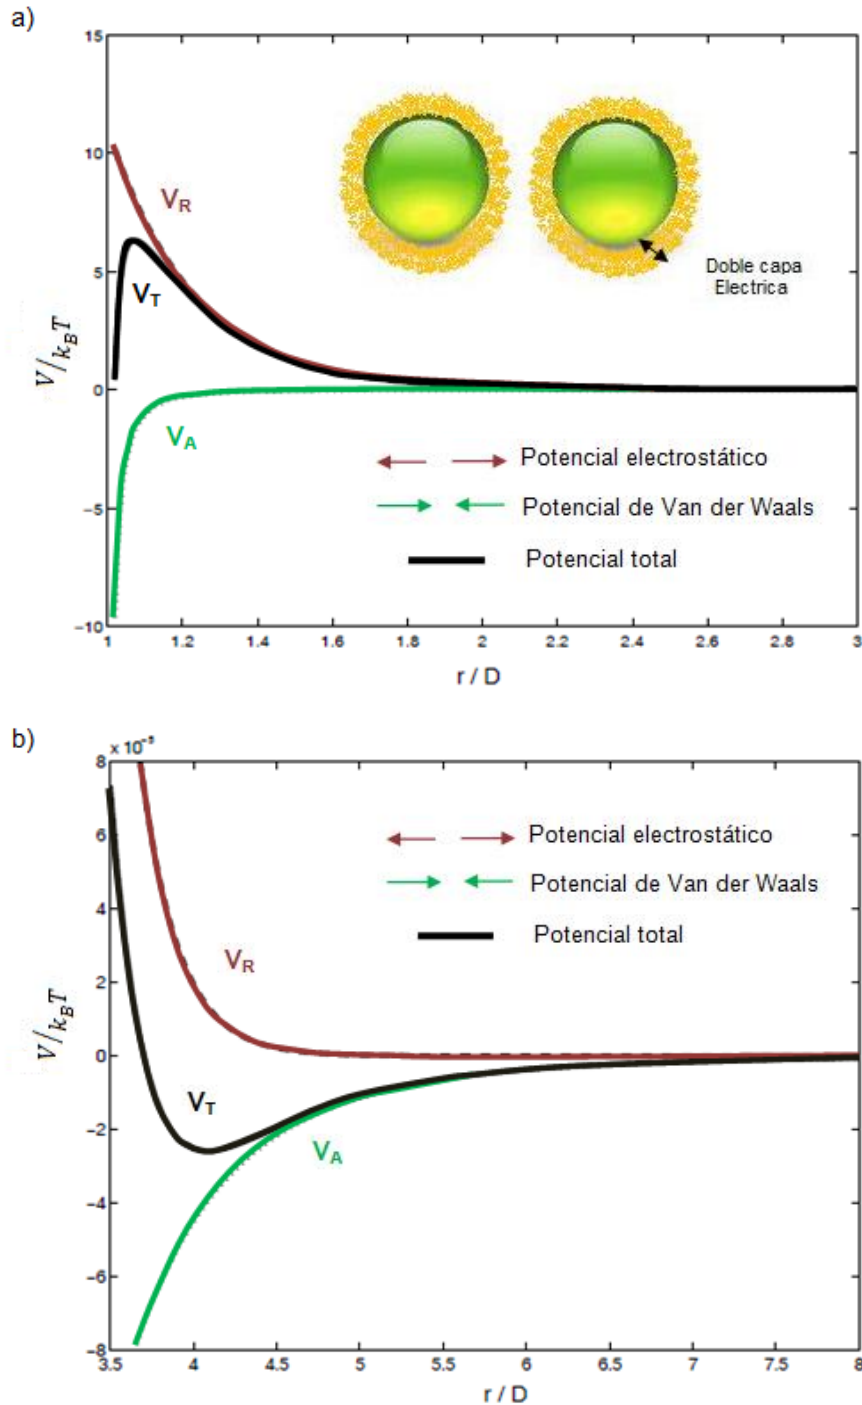 a)
15
10
5
0
−5
−10
V/k_BT
V_R
V_T
V_A
Doble capa
Electrica
Potencial electrostático
Potencial de Van der Waals
Potencial total
1 1.2 1.4 1.6 1.8 2 2.2 2.4 2.6 2.8 3
r / D
b)
8
6
4
2
0
−2
−4
−6
−8
V/k_BT
Potencial electrostático
Potencial de Van der Waals
Potencial total
V_R
V_T
V_A
3.5 4 4.5 5 5.5 6 6.5 7 7.5 8
r / D